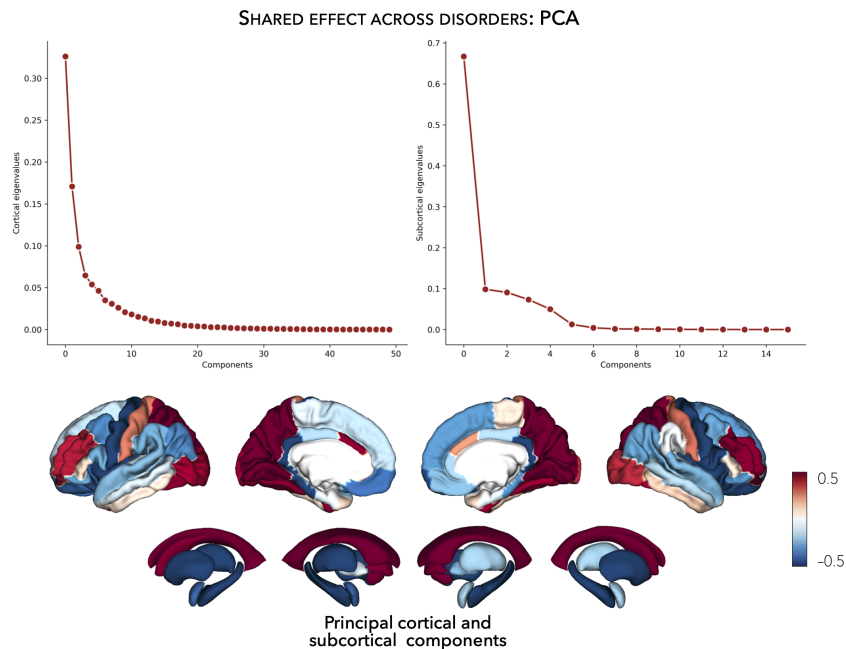 SHARED EFFECT ACROSS DISORDERS: PCA
Cortical eigenvalues
0.30
0.25
0.20
0.15
0.10
0.05
0.00
0 10 20 30 40 50
Components
Subcortical eigenvalues
0.7
0.6
0.5
0.4
0.3
0.2
0.1
0.0
0 2 4 6 8 10 12 14
Components
0.5
–0.5
Principal cortical and
subcortical components